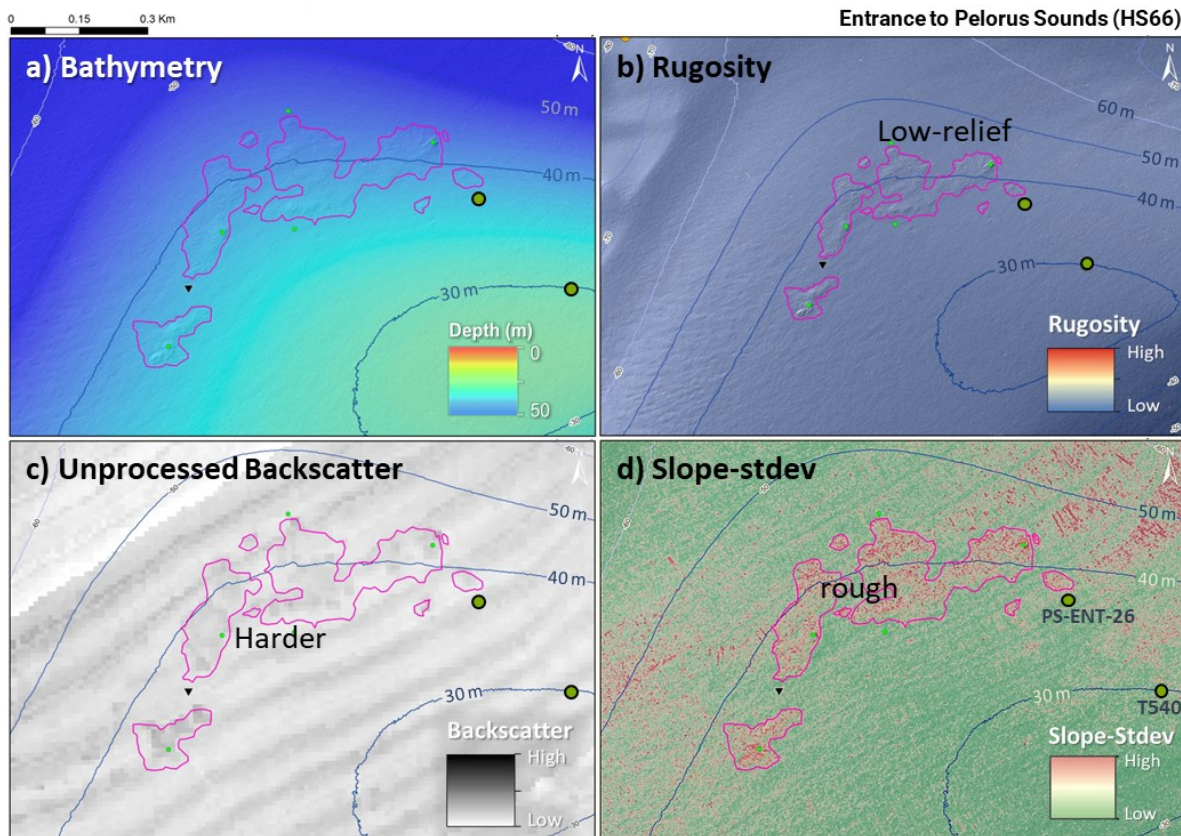 0 0.15 0.3 Km
Entrance to Pelorus Sounds (HS66)
a) Bathymetry
N
50 m
40 m
30 m
Depth (m)
0
50
b) Rugosity
N
60 m
Low-relief
50 m
40 m
30 m
Rugosity
High
Low
c) Unprocessed Backscatter
N
50 m
40 m
Harder
30 m
Backscatter
High
Low
d) Slope-stdev
N
50 m
40 m
rough
PS-ENT-26
30 m
T540
Slope-Stdev
High
Low